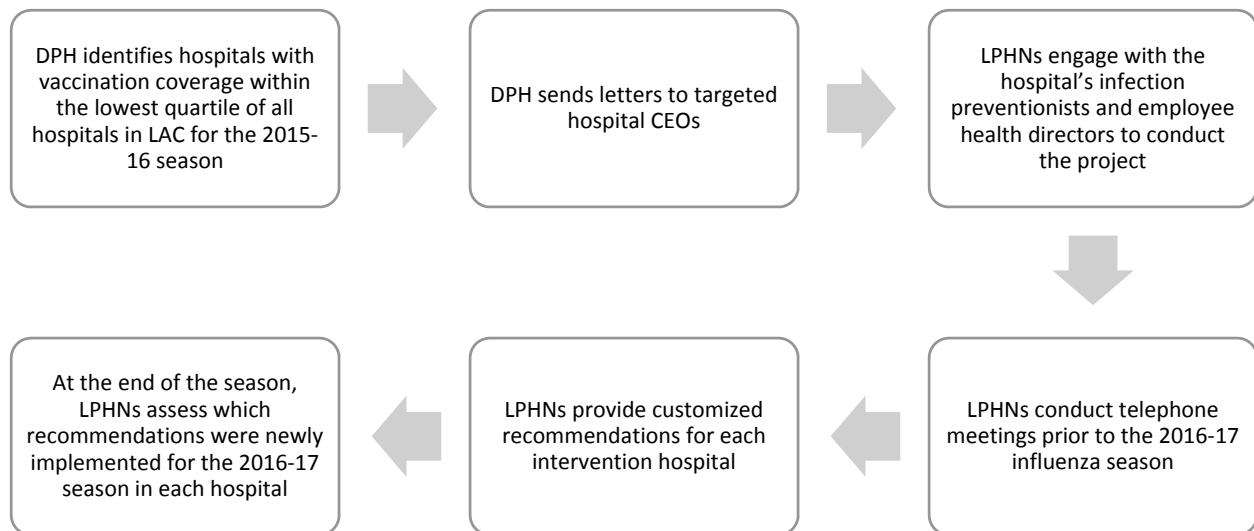 DPH identifies hospitals with
vaccination coverage within
the lowest quartile of all
hospitals in LAC for the 2015-
16 season
DPH sends letters to targeted
hospital CEOs
LPHNs engage with the
hospital’s infection
preventionists and employee
health directors to conduct
the project
LPHNs conduct telephone
meetings prior to the 2016-17
influenza season
LPHNs provide customized
recommendations for each
intervention hospital
At the end of the season,
LPHNs assess which
recommendations were newly
implemented for the 2016-17
season in each hospital